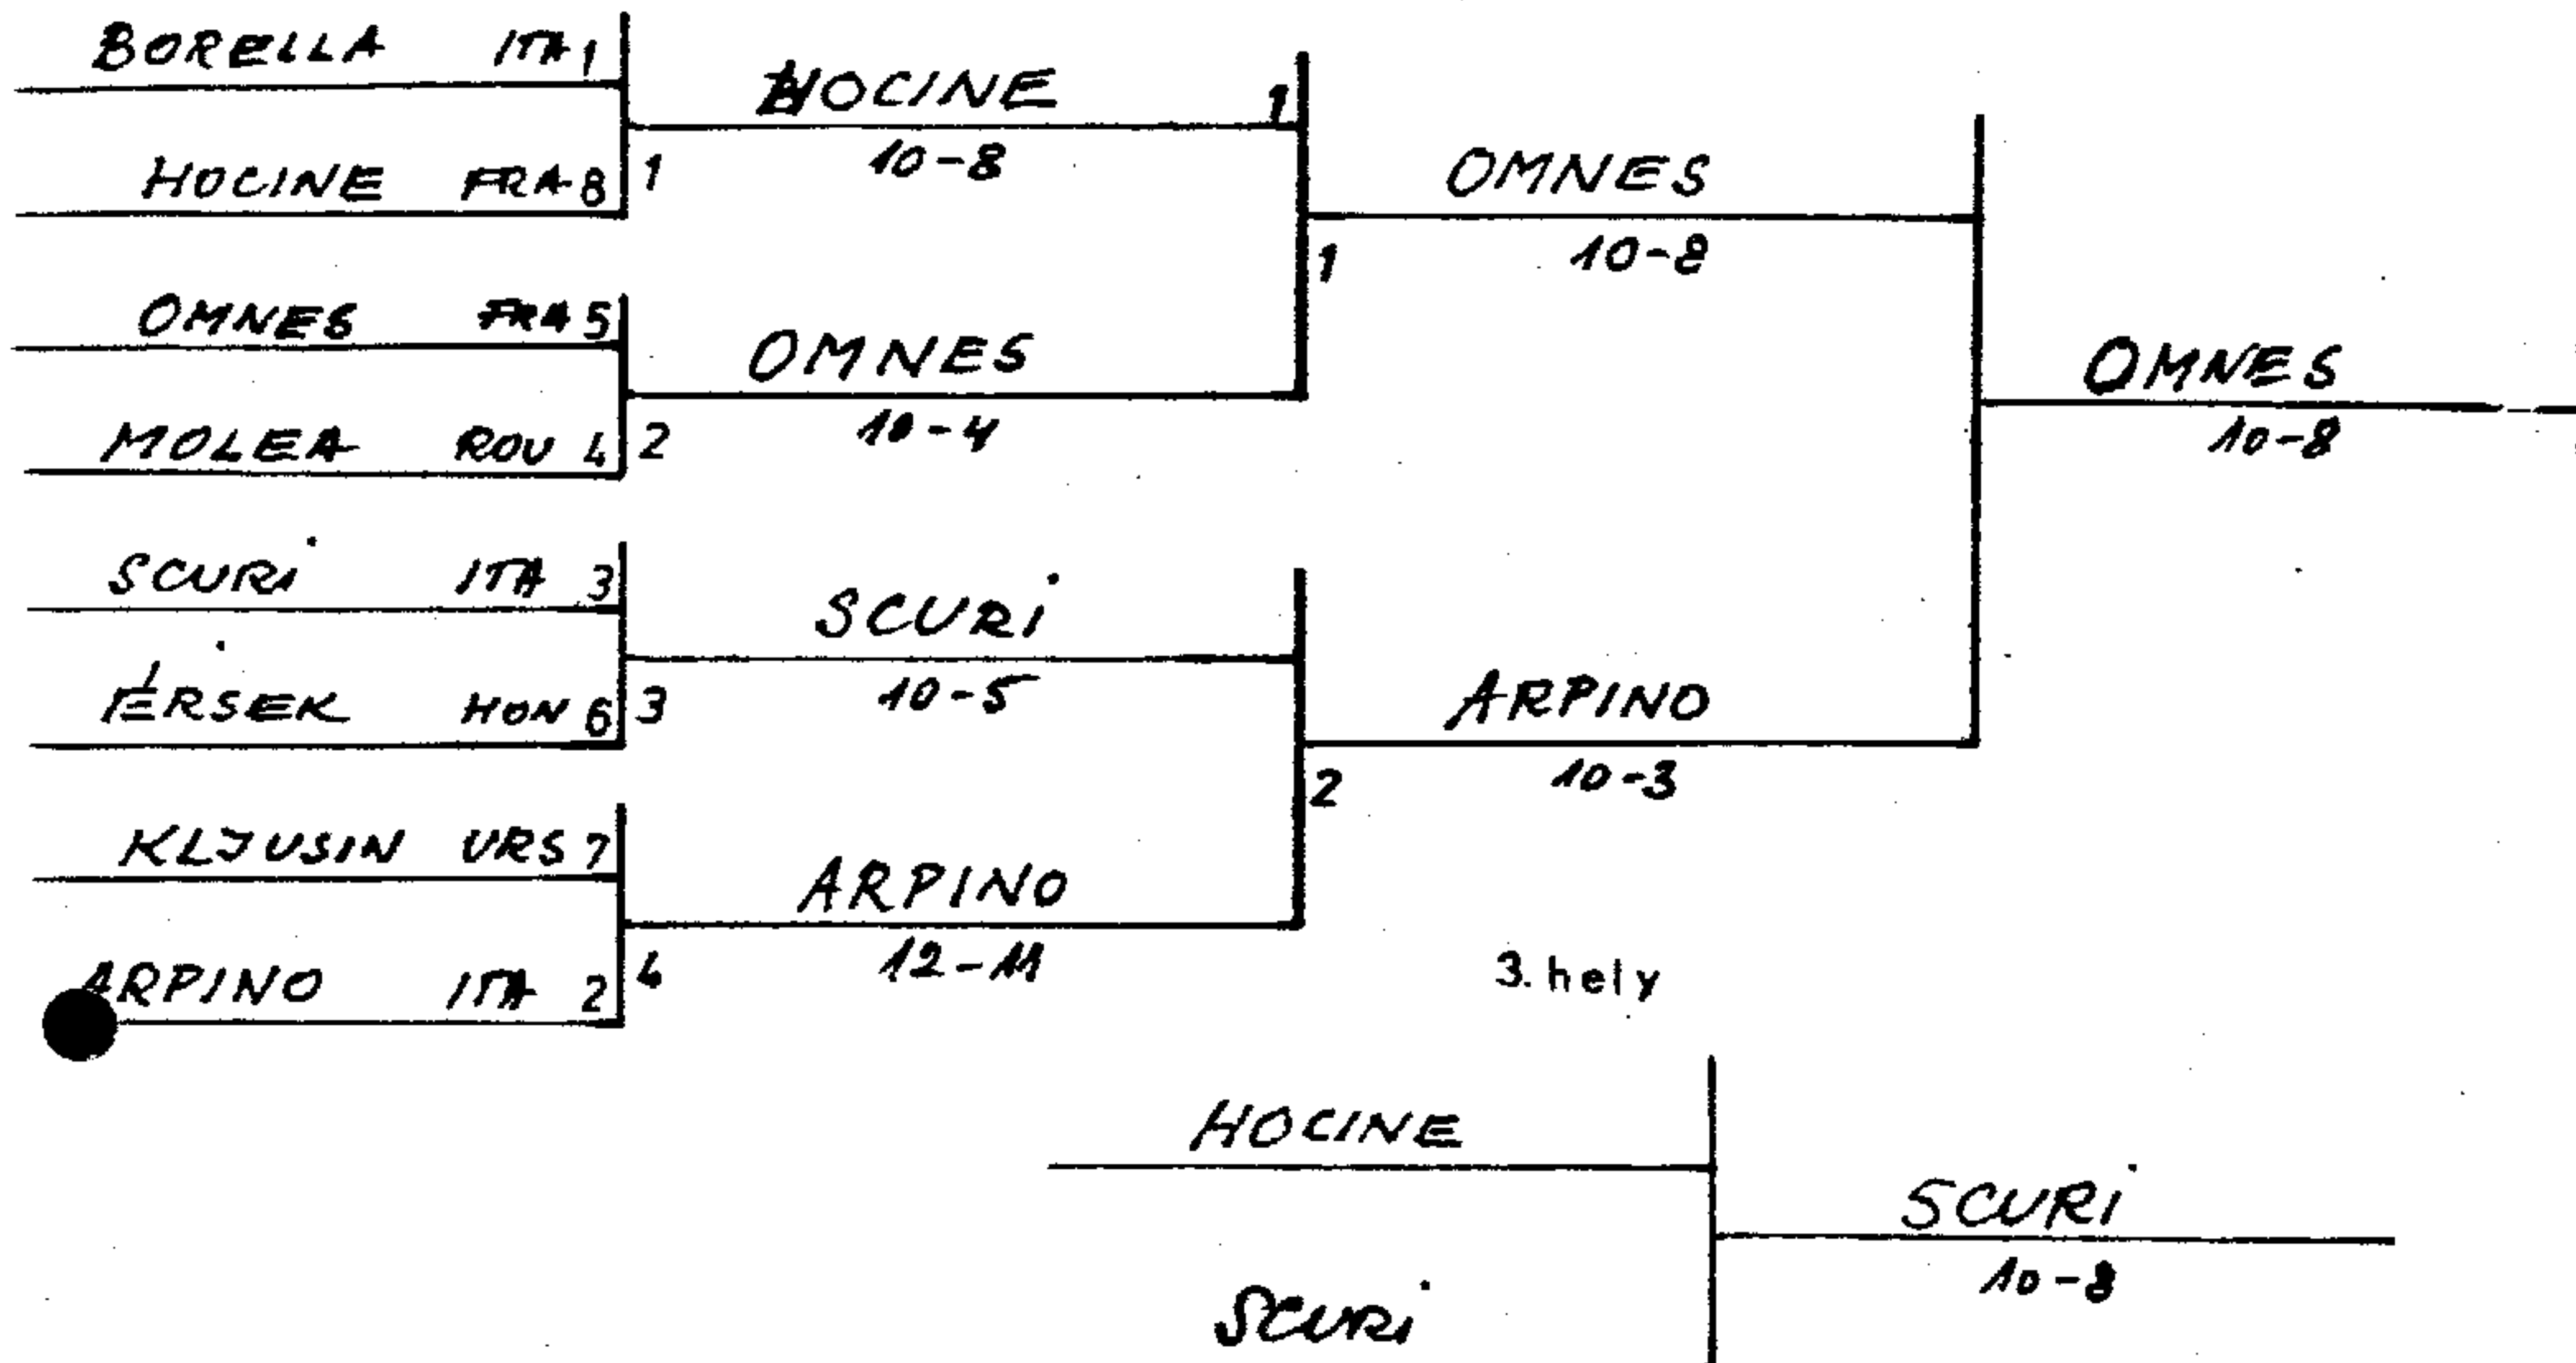 BORELLA ITA 1
HOCINE FRA 8
1
OMNES FRA 5
MOLEA ROU 4
2
SCURI ITA 3
ÉRSEK HON 6
3
KLJUSIN URS 7
ARPINO ITA 2
4
HOCINE 1
10-8
OMNES
10-4
1
SCURI
10-5
ARPINO
12-11
2
OMNES
10-8
ARPINO
10-3
OMNES
10-8
3. hely
HOCINE
SCURI
SCURI
10-8